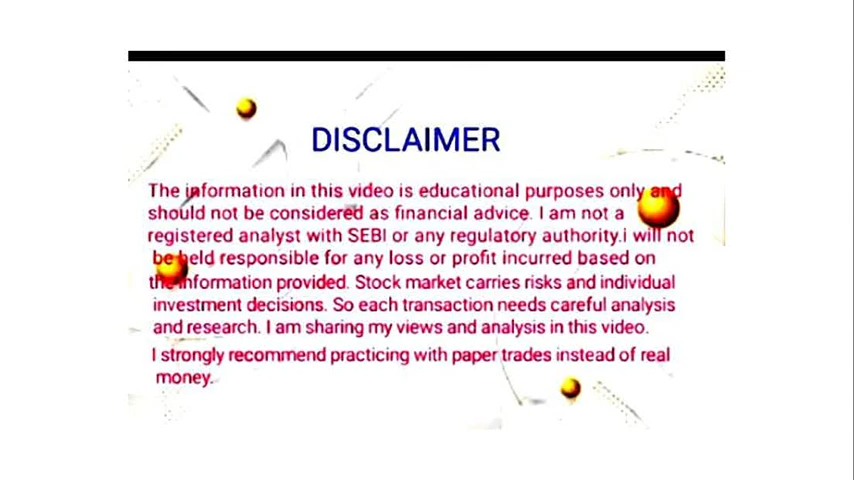 DISCLAIMER
The information in this video is educational purposes only and
should not be considered as financial advice. I am not a
registered analyst with SEBI or any regulatory authority.i will not
be held responsible for any loss or profit incurred based on
the information provided. Stock market carries risks and individual
investment decisions. So each transaction needs careful analysis
and research. I am sharing my views and analysis in this video.
I strongly recommend practicing with paper trades instead of real
money.